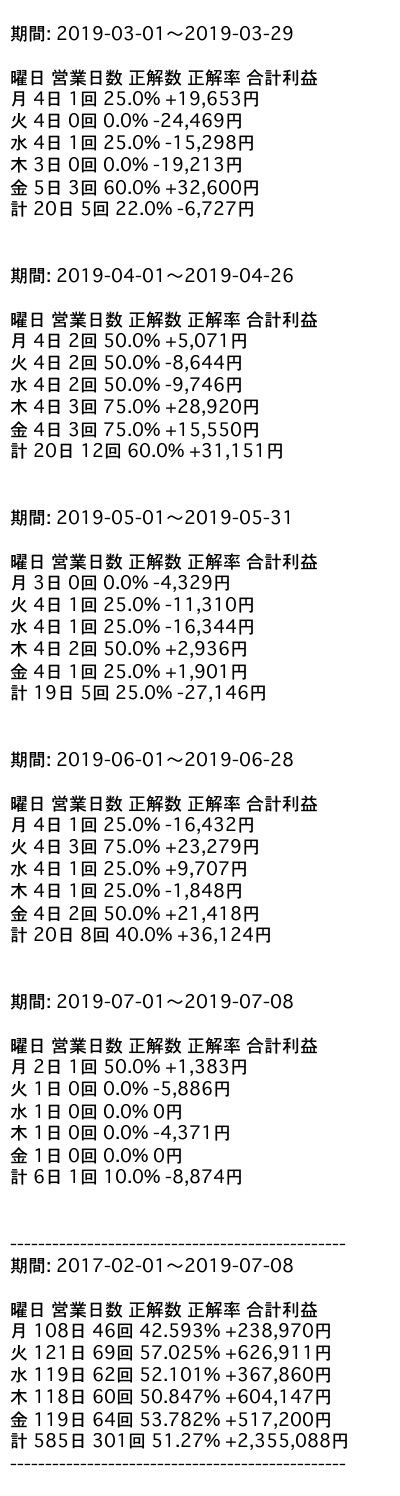 期間: 2019-03-01〜2019-03-29
曜日 営業日数 正解数 正解率 合計利益
月 4日 1回 25.0% +19,653円
火 4日 0回 0.0% -24,469円
水 4日 1回 25.0% -15,298円
木 3日 0回 0.0% -19,213円
金 5日 3回 60.0% +32,600円
計 20日 5回 22.0% -6,727円
期間: 2019-04-01〜2019-04-26
曜日 営業日数 正解数 正解率 合計利益
月 4日 2回 50.0% +5,071円
火 4日 2回 50.0% -8,644円
水 4日 2回 50.0% -9,746円
木 4日 3回 75.0% +28,920円
金 4日 3回 75.0% +15,550円
計 20日 12回 60.0% +31,151円
期間: 2019-05-01〜2019-05-31
曜日 営業日数 正解数 正解率 合計利益
月 3日 0回 0.0% -4,329円
火 4日 1回 25.0% -11,310円
水 4日 1回 25.0% -16,344円
木 4日 2回 50.0% +2,936円
金 4日 1回 25.0% +1,901円
計 19日 5回 25.0% -27,146円
期間: 2019-06-01〜2019-06-28
曜日 営業日数 正解数 正解率 合計利益
月 4日 1回 25.0% -16,432円
火 4日 3回 75.0% +23,279円
水 4日 1回 25.0% +9,707円
木 4日 1回 25.0% -1,848円
金 4日 2回 50.0% +21,418円
計 20日 8回 40.0% +36,124円
期間: 2019-07-01〜2019-07-08
曜日 営業日数 正解数 正解率 合計利益
月 2日 1回 50.0% +1,383円
火 1日 0回 0.0% -5,886円
水 1日 0回 0.0% 0円
木 1日 0回 0.0% -4,371円
金 1日 0回 0.0% 0円
計 6日 1回 10.0% -8,874円
------------------------------------------------
期間: 2017-02-01〜2019-07-08
曜日 営業日数 正解数 正解率 合計利益
月 108日 46回 42.593% +238,970円
火 121日 69回 57.025% +626,911円
水 119日 62回 52.101% +367,860円
木 118日 60回 50.847% +604,147円
金 119日 64回 53.782% +517,200円
計 585日 301回 51.27% +2,355,088円
------------------------------------------------